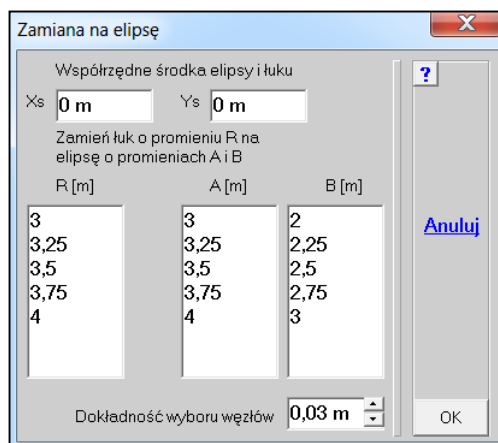 Zamiana na elipsę
X
Współrzędne środka elipsy i łuku
Xs 0 m Ys 0 m
?
Zamień łuk o promieniu R na
elipsę o promieniach A i B
R [m] A [m] B [m]
3 3 2
3,25 3,25 2,25
3,5 3,5 2,5
3,75 3,75 2,75
4 4 3
Anuluj
Dokładność wyboru węzłów 0,03 m
OK